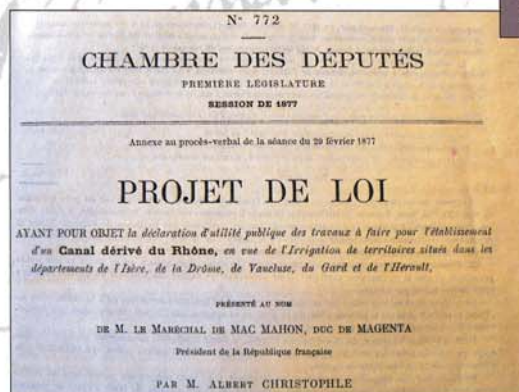 N° 772
CHAMBRE DES DÉPUTÉS
PREMIÈRE LÉGISLATURE
SESSION DE 1877
Annexe au procès-verbal de la séance du 20 février 1877
PROJET DE LOI
AYANT POUR OBJET la déclaration d'utilité publique des travaux à faire pour l'établissement
d'un Canal dérivé du Rhône, en vue de l'Irrigation de territoires situés dans les
départements de l'Isère, de la Drôme, de Vaucluse, du Gard et de l'Hérault,
PRÉSENTÉ AU NOM
DE M. LE MARÉCHAL DE MAC MAHON, DUC DE MAGENTA
Président de la République française
PAR M. ALBERT CHRISTOPHLE